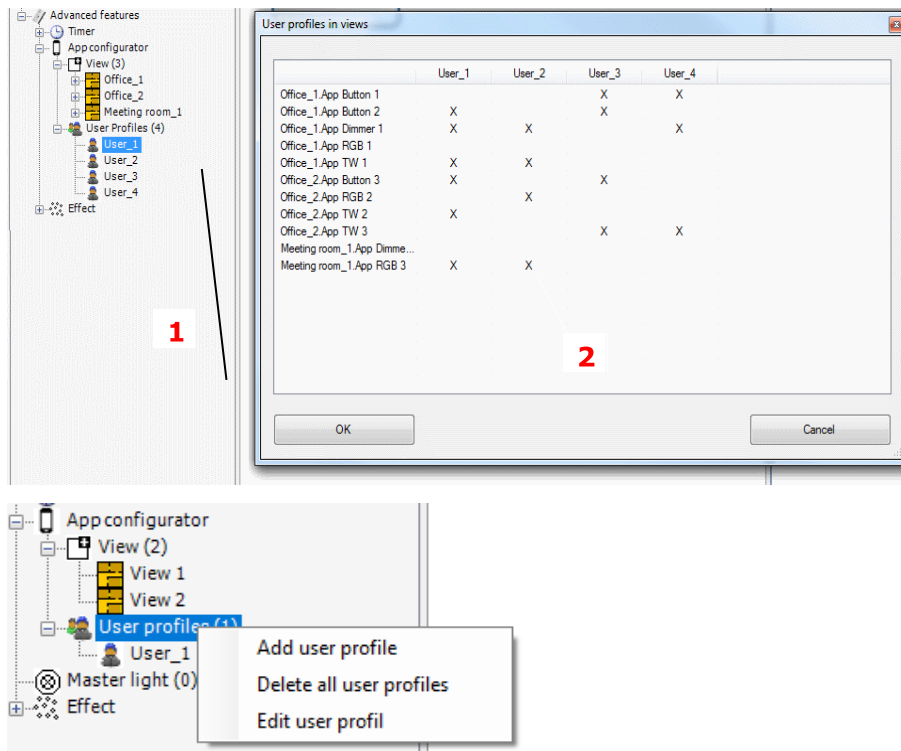 Advanced features
Timer
App configurator
View (3)
Office_1
Office_2
Meeting room_1
User Profiles (4)
User_1
User_2
User_3
User_4
Effect
1
User profiles in views
User_1 User_2 User_3 User_4
Office_1.App Button 1 X X
Office_1.App Button 2 X X
Office_1.App Dimmer 1 X X X
Office_1.App RGB 1
Office_1.App TW 1 X X
Office_2.App Button 3 X X
Office_2.App RGB 2 X
Office_2.App TW 2 X
Office_2.App TW 3 X X
Meeting room_1.App Dimme...
Meeting room_1.App RGB 3 X X
2
OK Cancel
App configurator
View (2)
View 1
View 2
User profiles (1)
User_1
Master light (0)
Effect
Add user profile
Delete all user profiles
Edit user profil